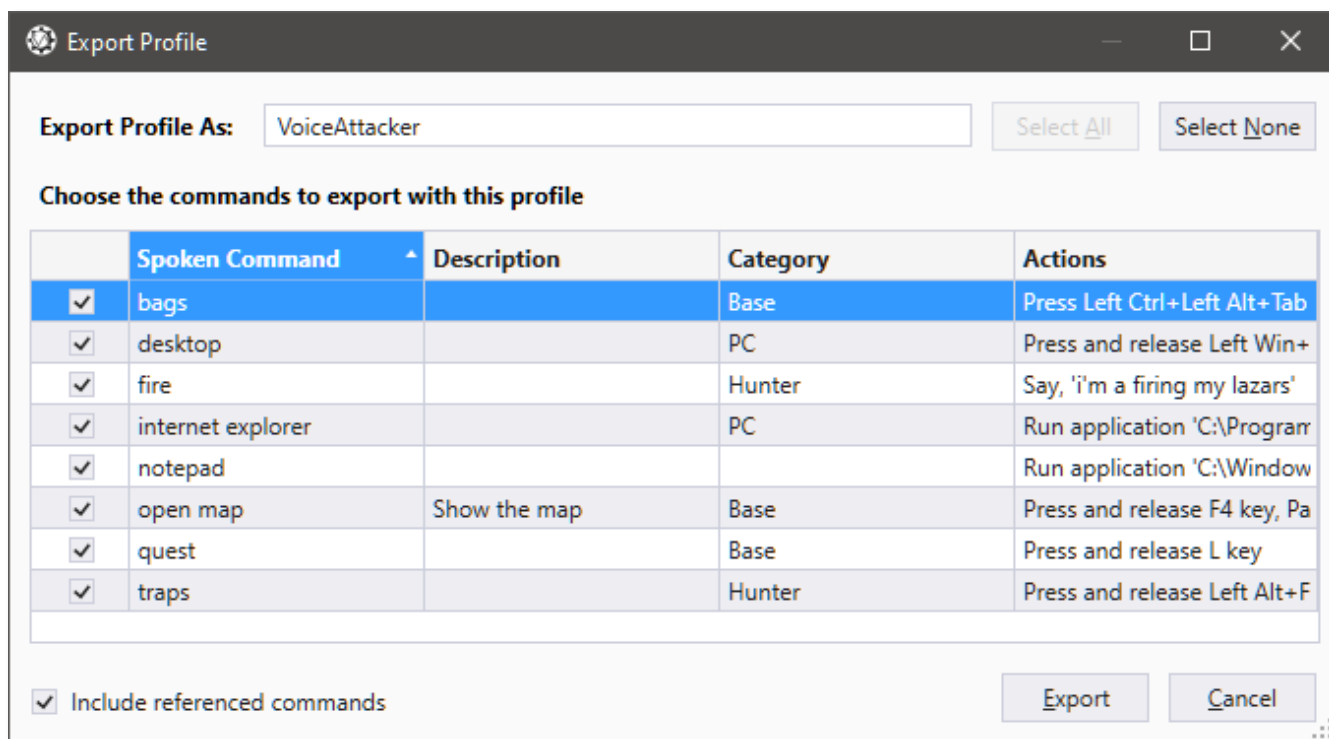 Export Profile
Export Profile As: VoiceAttacker Select All Select None
Choose the commands to export with this profile
Spoken Command Description Category Actions
bags Base Press Left Ctrl+Left Alt+Tab
desktop PC Press and release Left Win+
fire Hunter Say, 'i'm a firing my lazars'
internet explorer PC Run application 'C:\Program
notepad Run application 'C:\Window
open map Show the map Base Press and release F4 key, Pa
quest Base Press and release L key
traps Hunter Press and release Left Alt+F
Include referenced commands Export Cancel